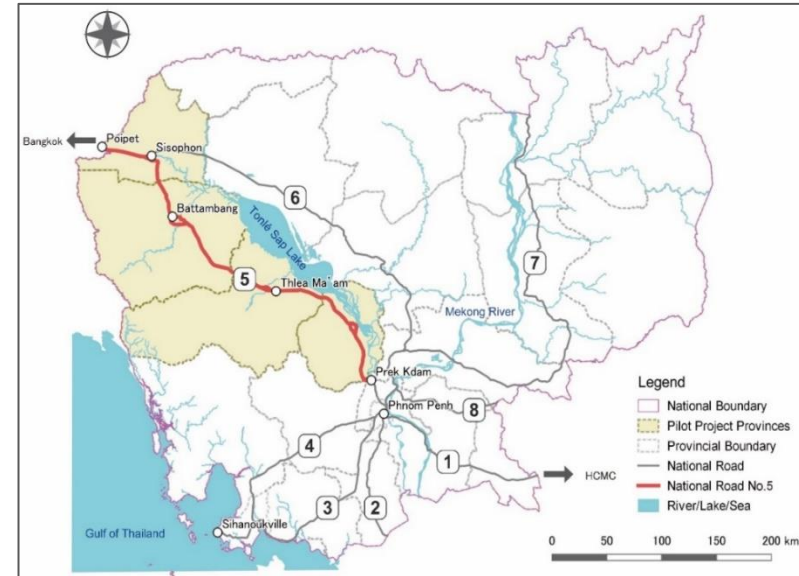 Bangkok
Poipet
Sisophon
6
Battambang
Tonlé Sap Lake
7
5
Thlea Ma'am
Mekong River
Prek Kdam
Phnom Penh
8
4
1
HCMC
3
2
Sihanoukville
Gulf of Thailand
Legend
National Boundary
Pilot Project Provinces
Provincial Boundary
National Road
National Road No.5
River/Lake/Sea
0 50 100 150 200 km